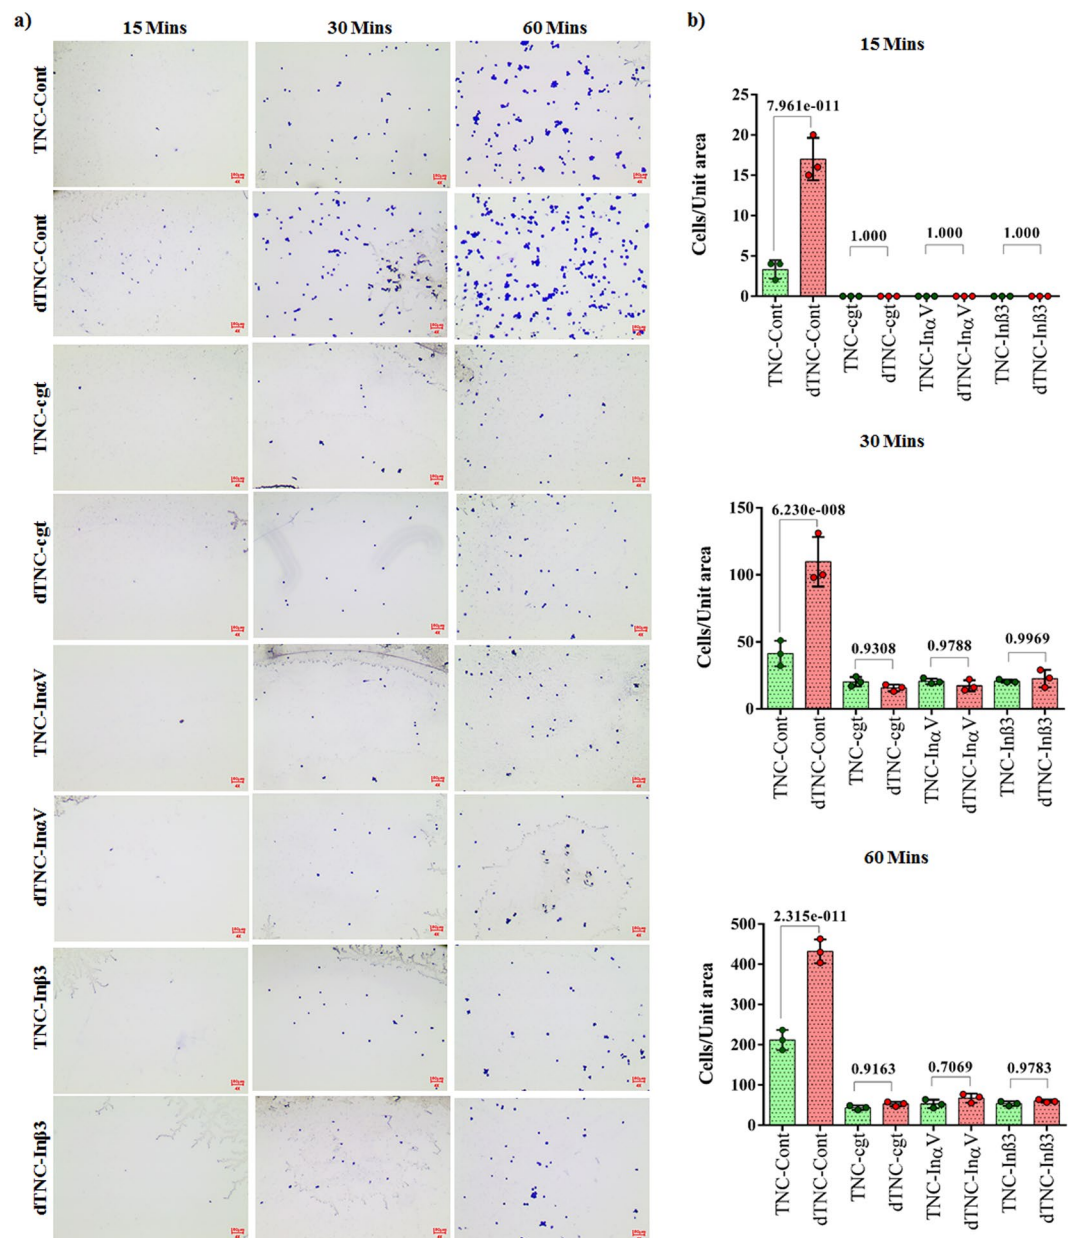 a)
15 Mins
30 Mins
60 Mins
TNC-Cont
dTNC-Cont
TNC-cgt
dTNC-cgt
TNC-InαV
dTNC-InαV
TNC-Inβ3
dTNC-Inβ3
b)
15 Mins
Cells/Unit area
25
20
15
10
5
0
7.961e-011
1.000
1.000
1.000
TNC-Cont
dTNC-Cont
TNC-cgt
dTNC-cgt
TNC-InαV
dTNC-InαV
TNC-Inß3
dTNC-Inß3
30 Mins
Cells/Unit area
150
100
50
0
6.230e-008
0.9308
0.9788
0.9969
TNC-Cont
dTNC-Cont
TNC-cgt
dTNC-cgt
TNC-InαV
dTNC-InαV
TNC-Inß3
dTNC-Inß3
60 Mins
Cells/Unit area
500
400
300
200
100
0
2.315e-011
0.9163
0.7069
0.9783
TNC-Cont
dTNC-Cont
TNC-cgt
dTNC-cgt
TNC-InαV
dTNC-InαV
TNC-Inß3
dTNC-Inß3